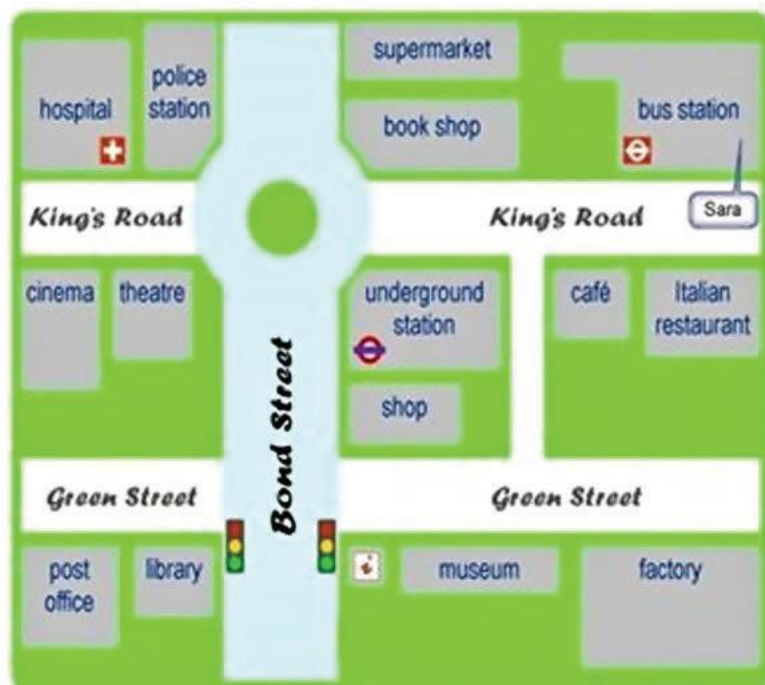 supermarket
police
station
hospital
book shop
bus station
King's Road
King's Road
Sara
cinema
theatre
underground
station
café
Italian
restaurant
Bond Street
shop
Green Street
Green Street
post
office
library
i
museum
factory